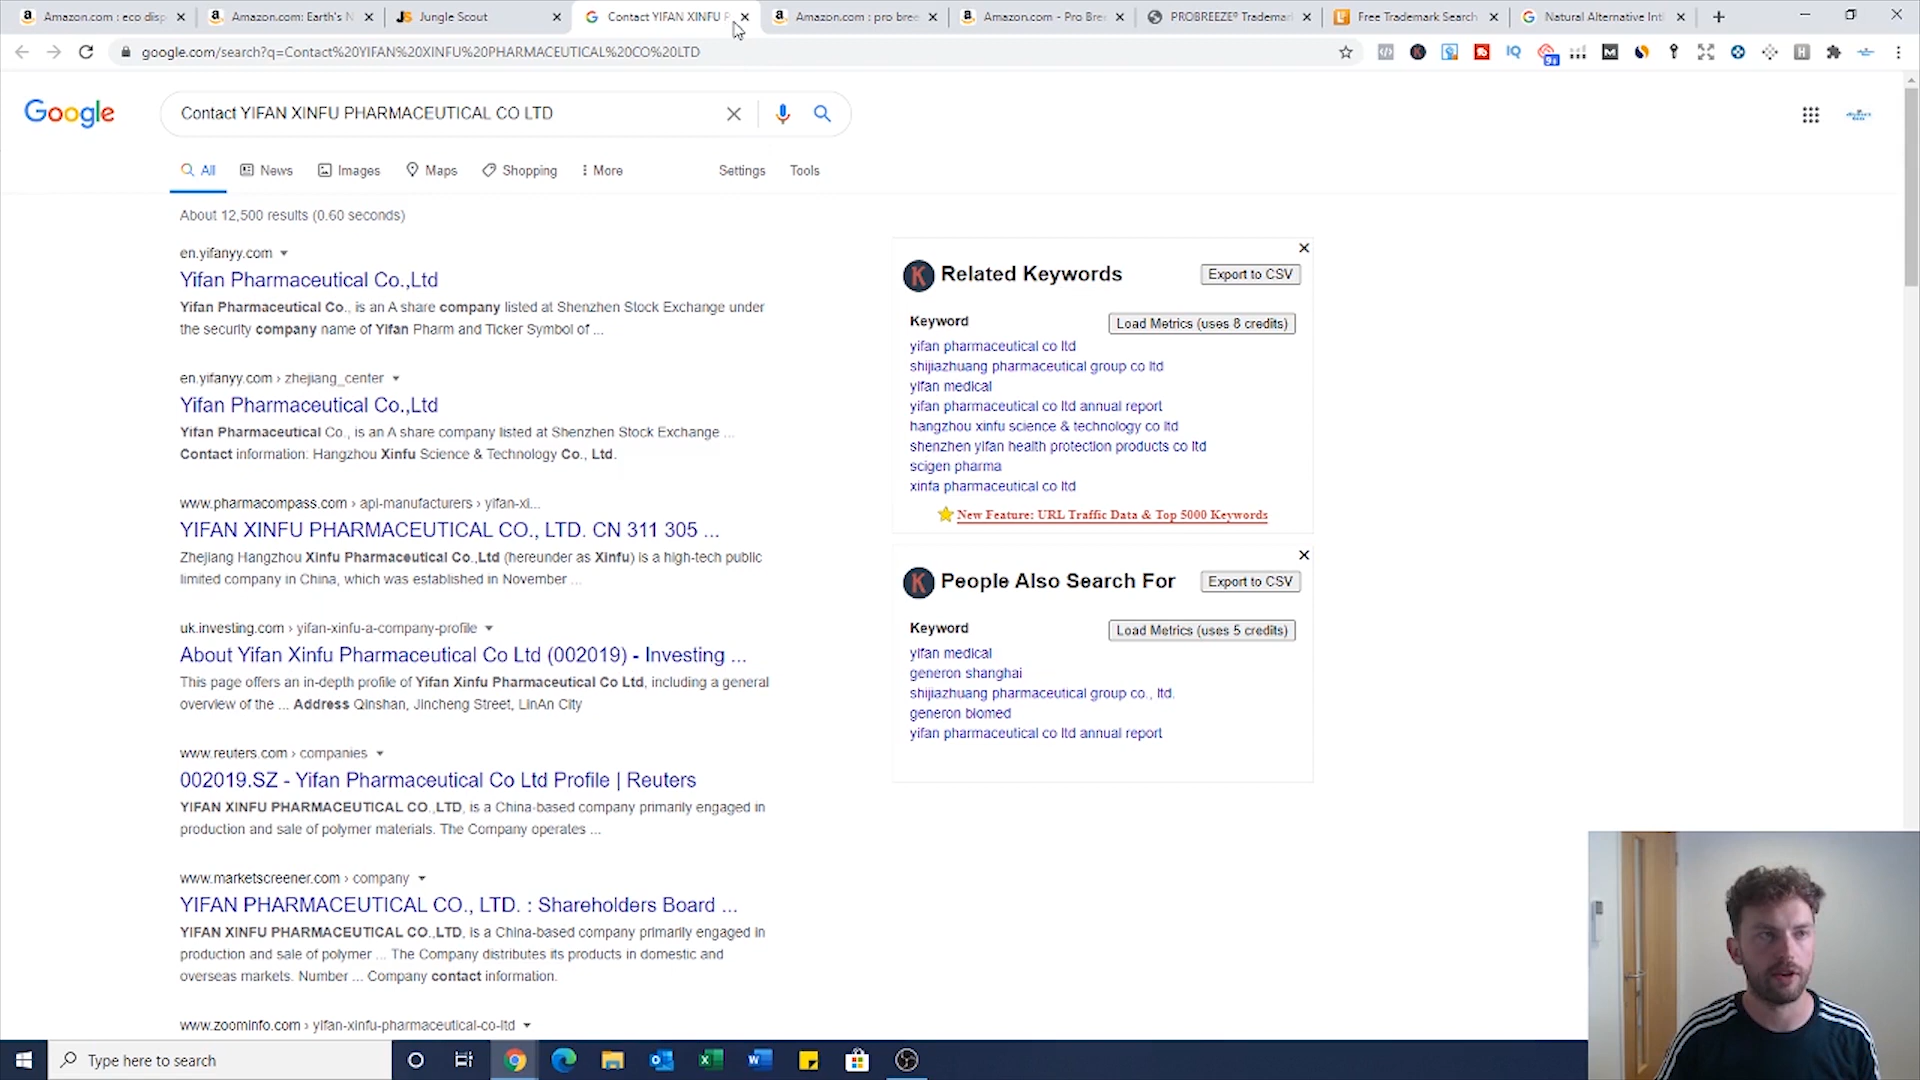 Amazon.com : eco disp
Amazon.com: Earth's N
Jungle Scout
Contact YIFAN XINFU P
Amazon.com : pro bree
Amazon.com - Pro Bre
PROBREEZE® Trademar
Free Trademark Search
Natural Alternative Int
google.com/search?q=Contact%20YIFAN%20XINFU%20PHARMACEUTICAL%20CO%20LTD
Google
Contact YIFAN XINFU PHARMACEUTICAL CO LTD
All
News
Images
Maps
Shopping
More
Settings
Tools
About 12,500 results (0.60 seconds)
en.yifanyy.com
Yifan Pharmaceutical Co.,Ltd
Yifan Pharmaceutical Co., is an A share company listed at Shenzhen Stock Exchange under
the security company name of Yifan Pharm and Ticker Symbol of ...
en.yifanyy.com › zhejiang_center
Yifan Pharmaceutical Co.,Ltd
Yifan Pharmaceutical Co., is an A share company listed at Shenzhen Stock Exchange ...
Contact information: Hangzhou Xinfu Science & Technology Co., Ltd.
www.pharmacompass.com › api-manufacturers › yifan-xi...
YIFAN XINFU PHARMACEUTICAL CO., LTD. CN 311 305 ...
Zhejiang Hangzhou Xinfu Pharmaceutical Co.,Ltd (hereunder as Xinfu) is a high-tech public
limited company in China, which was established in November ...
uk.investing.com › yifan-xinfu-a-company-profile
About Yifan Xinfu Pharmaceutical Co Ltd (002019) - Investing ...
This page offers an in-depth profile of Yifan Xinfu Pharmaceutical Co Ltd, including a general
overview of the ... Address Qinshan, Jincheng Street, LinAn City
www.reuters.com › companies
002019.SZ - Yifan Pharmaceutical Co Ltd Profile | Reuters
YIFAN XINFU PHARMACEUTICAL CO.,LTD, is a China-based company primarily engaged in
production and sale of polymer materials. The Company operates ...
www.marketscreener.com › company
YIFAN PHARMACEUTICAL CO., LTD. : Shareholders Board ...
YIFAN XINFU PHARMACEUTICAL CO.,LTD, is a China-based company primarily engaged in
production and sale of polymer ... The Company distributes its products in domestic and
overseas markets. Number ... Company contact information.
www.zoominfo.com › yifan-xinfu-pharmaceutical-co-ltd
K Related Keywords
Export to CSV
Keyword
Load Metrics (uses 8 credits)
yifan pharmaceutical co ltd
shijiazhuang pharmaceutical group co ltd
yifan medical
yifan pharmaceutical co ltd annual report
hangzhou xinfu science & technology co ltd
shenzhen yifan health protection products co ltd
scigen pharma
xinfa pharmaceutical co ltd
New Feature: URL Traffic Data & Top 5000 Keywords
K People Also Search For
Export to CSV
Keyword
Load Metrics (uses 5 credits)
yifan medical
generon shanghai
shijiazhuang pharmaceutical group co., ltd.
generon biomed
yifan pharmaceutical co ltd annual report
Type here to search